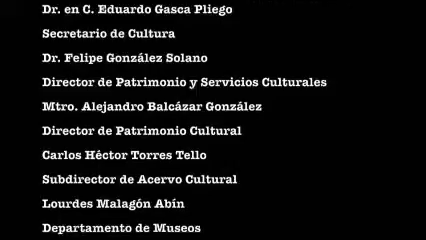 Dr. en C. Eduardo Gasca Pliego
Secretario de Cultura
Dr. Felipe González Solano
Director de Patrimonio y Servicios Culturales
Mtro. Alejandro Balcázar González
Director de Patrimonio Cultural
Carlos Héctor Torres Tello
Subdirector de Acervo Cultural
Lourdes Malagón Abín
Departamento de Museos